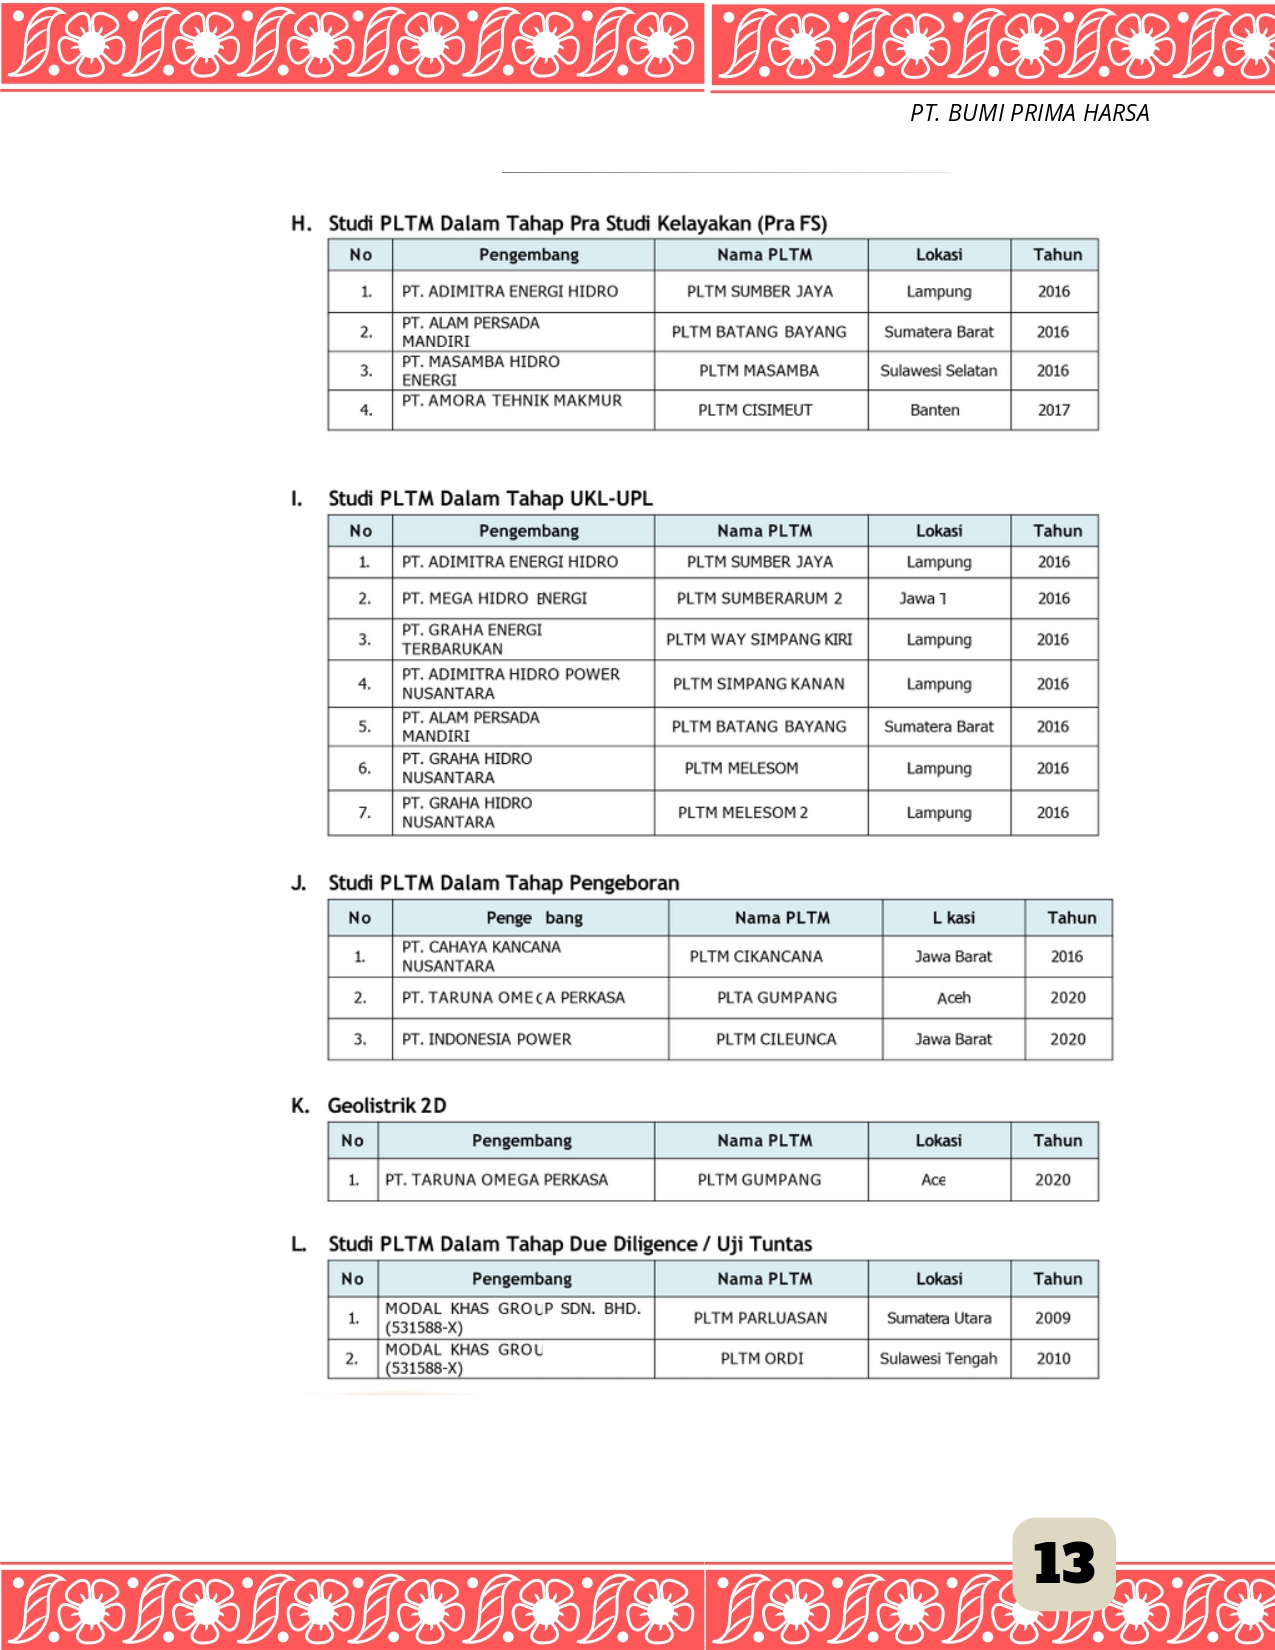 PT. BUMI PRIMA HARSA
H. Studi PLTM Dalam Tahap Pra Studi Kelayakan (Pra FS)
No Pengembang Nama PLTM Lokasi Tahun
1. PT. ADIMITRA ENERGI HIDRO PLTM SUMBER JAYA Lampung 2016
2. PT. ALAM PERSADA MANDIRI PLTM BATANG BAYANG Sumatera Barat 2016
3. PT. MASAMBA HIDRO ENERGI PLTM MASAMBA Sulawesi Selatan 2016
4. PT. AMORA TEHNIK MAKMUR PLTM CISIMEUT Banten 2017
I. Studi PLTM Dalam Tahap UKL-UPL
No Pengembang Nama PLTM Lokasi Tahun
1. PT. ADIMITRA ENERGI HIDRO PLTM SUMBER JAYA Lampung 2016
2. PT. MEGA HIDRO ENERGI PLTM SUMBERARUM 2 Jawa 2016
3. PT. GRAHA ENERGI TERBARUKAN PLTM WAY SIMPANG KIRI Lampung 2016
4. PT. ADIMITRA HIDRO POWER NUSANTARA PLTM SIMPANG KANAN Lampung 2016
5. PT. ALAM PERSADA MANDIRI PLTM BATANG BAYANG Sumatera Barat 2016
6. PT. GRAHA HIDRO NUSANTARA PLTM MELESOM Lampung 2016
7. PT. GRAHA HIDRO NUSANTARA PLTM MELESOM 2 Lampung 2016
J. Studi PLTM Dalam Tahap Pengeboran
No Penge bang Nama PLTM L kasi Tahun
1. PT. CAHAYA KANCANA NUSANTARA PLTM CIKANCANA Jawa Barat 2016
2. PT. TARUNA OMEGA PERKASA PLTA GUMPANG Aceh 2020
3. PT. INDONESIA POWER PLTM CILEUNCA Jawa Barat 2020
K. Geolistrik 2D
No Pengembang Nama PLTM Lokasi Tahun
1. PT. TARUNA OMEGA PERKASA PLTM GUMPANG Ace 2020
L. Studi PLTM Dalam Tahap Due Diligence / Uji Tuntas
No Pengembang Nama PLTM Lokasi Tahun
1. MODAL KHAS GROUP SDN. BHD. (531588-X) PLTM PARLUASAN Sumatera Utara 2009
2. MODAL KHAS GROU (531588-X) PLTM ORDI Sulawesi Tengah 2010
13